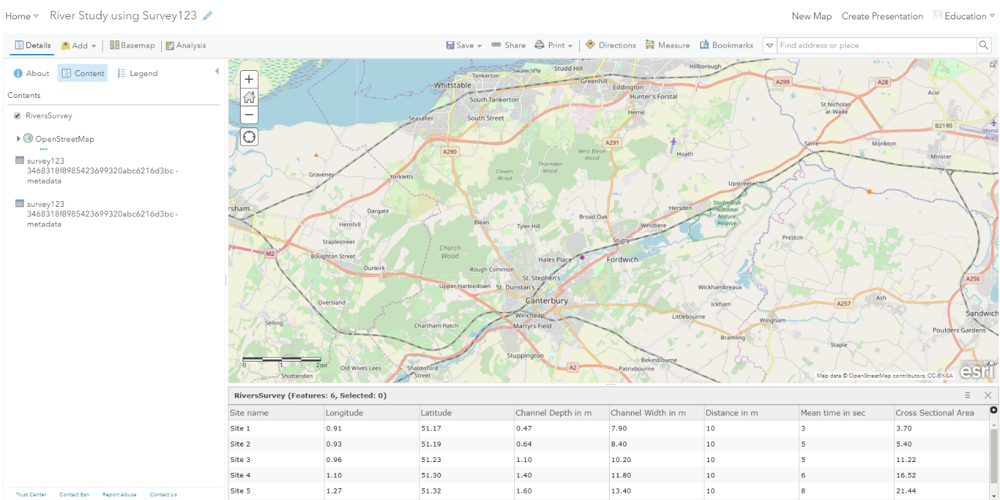 Home River Study using Survey123 New Map Create Presentation Education
Details Add Basemap Analysis Save Share Print Directions Measure Bookmarks Find address or place
About Content Legend
Contents
RiversSurvey
OpenStreetMap
survey123
3468318f8985423699320abc6216d3bc -
metadata
survey123
3468318f8985423699320abc6216d3bc -
metadata
Trust Center Contact Esri Report Abuse Contact Us
+
−
Swalecliffe
Studd Hill
Hillborough
Tankerton
Greenhill
Whitstable
Eddington
A299
A28
Acol
Hunter's Forstal
South Tankerton
St Nicholas-
at-Wade
Herne
Seasalter
South Street
B2190
A291
Sarre
Monkton
A290
West Blean
Wood
Hoath
Minster
Thornden
Wood
Clowes
Wood
Graveney
Yorkletts
Upstreet
Stodmarsh
National
Nature
Reserve
Hersden
Dargate
Broad Oak
Blean
Tyler Hill
Westbere
Hernhill
Staplestreet
Sturry
Preston
Church
Wood
M2
Boughton Street
Hales Place
Fordwich
Dunkirk
Rough Common
St. Stephen's
A256
Upper Harbledown
St. Dunstan's
Wickhambreaux
Canterbury
Ickham
A257
Ash
Oversland
Wincheap
Littlebourne
Wingham
Sandwich
Selling
Chartham Hatch
Martyrs Field
Poulders Gardens
Bramling
Staple
Stuppington
Bekesbourne
0 1 2mi
Old Wives Lees
Shalmsford
Street
A2
Patrixbourne
Shottenden
Map data © OpenStreetMap contributors, CC-BY-SA
POWERED BY
esri
RiversSurvey (Features: 6, Selected: 0)
Site name Longitude Latitude Channel Depth in m Channel Width in m Distance in m Mean time in sec Cross Sectional Area
Site 1 0.91 51.17 0.47 7.90 10 3 3.70
Site 2 0.93 51.19 0.64 8.40 10 5 5.40
Site 3 0.96 51.23 1.10 10.20 10 5 11.22
Site 4 1.10 51.30 1.40 11.80 10 6 16.52
Site 5 1.27 51.32 1.60 13.40 10 8 21.44